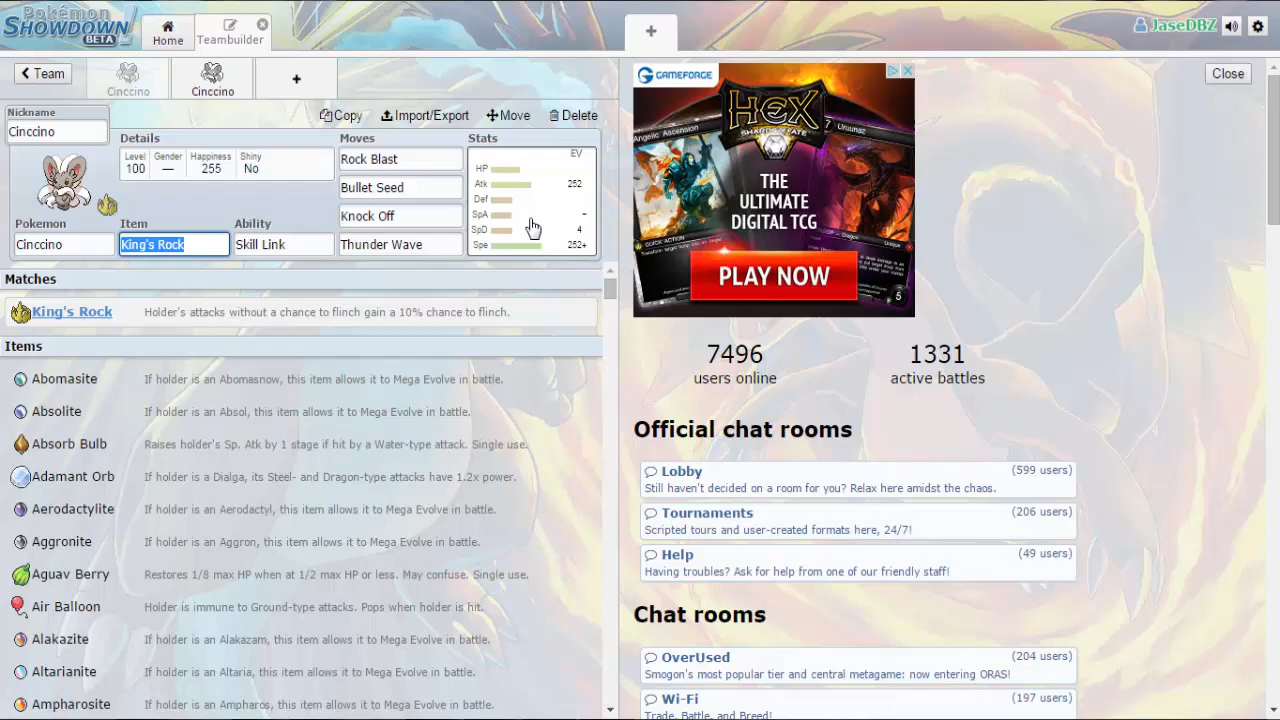 Pokémon
SHOWDOWN
BETA
Home
Teambuilder
+
JaseDBZ
< Team
Cinccino
Cinccino
+
Close
Nickname
Cinccino
Copy
Import/Export
Move
Delete
Details
Moves
Stats
Level
Gender
Happiness
Shiny
100
—
255
No
Rock Blast
Bullet Seed
Knock Off
Thunder Wave
EV
HP
Atk 252
Def
SpA -
SpD 4
Spe 252+
Pokemon
Item
Ability
Cinccino
King's Rock
Skill Link
Matches
King's Rock Holder's attacks without a chance to flinch gain a 10% chance to flinch.
Items
Abomasite If holder is an Abomasnow, this item allows it to Mega Evolve in battle.
Absolite If holder is an Absol, this item allows it to Mega Evolve in battle.
Absorb Bulb Raises holder's Sp. Atk by 1 stage if hit by a Water-type attack. Single use.
Adamant Orb If holder is a Dialga, its Steel- and Dragon-type attacks have 1.2x power.
Aerodactylite If holder is an Aerodactyl, this item allows it to Mega Evolve in battle.
Aggronite If holder is an Aggron, this item allows it to Mega Evolve in battle.
Aguav Berry Restores 1/8 max HP when at 1/2 max HP or less. May confuse. Single use.
Air Balloon Holder is immune to Ground-type attacks. Pops when holder is hit.
Alakazite If holder is an Alakazam, this item allows it to Mega Evolve in battle.
Altarianite If holder is an Altaria, this item allows it to Mega Evolve in battle.
Ampharosite If holder is an Ampharos, this item allows it to Mega Evolve in battle.
GAMEFORGE
HEX
SHARDS OF FATE
Angelic Ascension
Uruunaz
THE
ULTIMATE
DIGITAL TCG
PLAY NOW
5
7496
users online
1331
active battles
Official chat rooms
Lobby (599 users)
Still haven't decided on a room for you? Relax here amidst the chaos.
Tournaments (206 users)
Scripted tours and user-created formats here, 24/7!
Help (49 users)
Having troubles? Ask for help from one of our friendly staff!
Chat rooms
OverUsed (204 users)
Smogon's most popular tier and central metagame: now entering ORAS!
Wi-Fi (197 users)
Trade, Battle, and Breed!